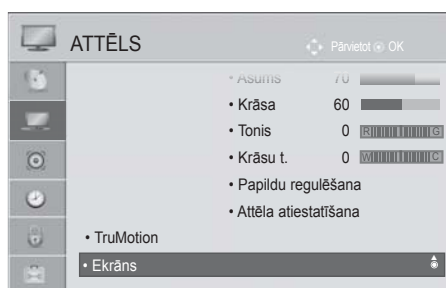 ATTĒLS
Pārvietot OK
• Asums 70
• Krāsa 60
• Tonis 0 R G
• Krāsu t. 0 W C
• Papildu regulēšana
• Attēla atiestatīšana
• TruMotion
• Ekrāns